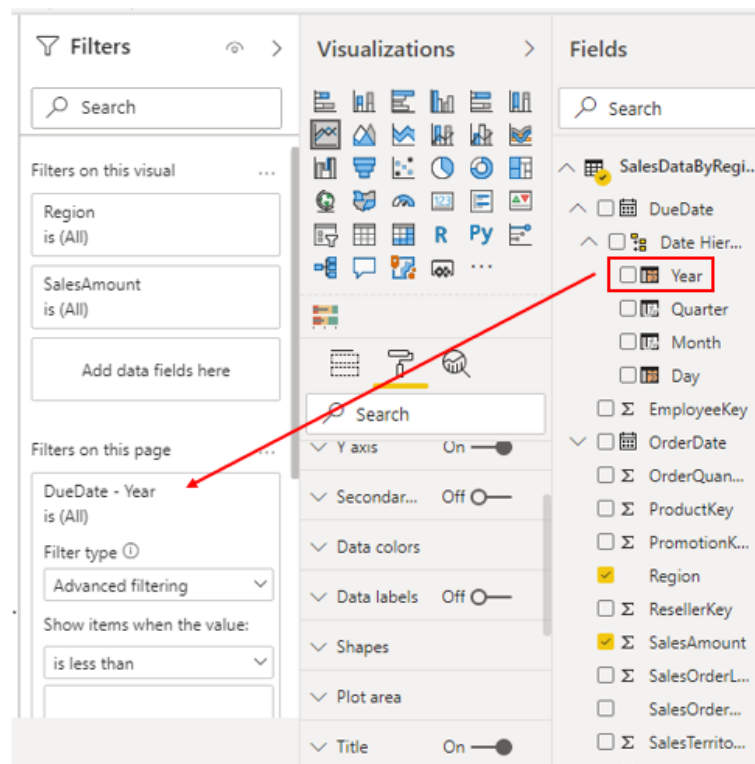 Filters
Search
Filters on this visual
...
Region
is (All)
SalesAmount
is (All)
Add data fields here
Filters on this page
...
DueDate - Year
is (All)
Filter type
Advanced filtering
Show items when the value:
is less than
Visualizations
123
R Py
...
Search
Y axis On
Secondar... Off
Data colors
Data labels Off
Shapes
Plot area
Title On
Fields
Search
SalesDataByRegi...
DueDate
Date Hier...
Year
Quarter
Month
Day
Σ EmployeeKey
OrderDate
Σ OrderQuan...
Σ ProductKey
Σ PromotionK...
Region
Σ ResellerKey
Σ SalesAmount
Σ SalesOrderL...
SalesOrder...
Σ SalesTerrito...